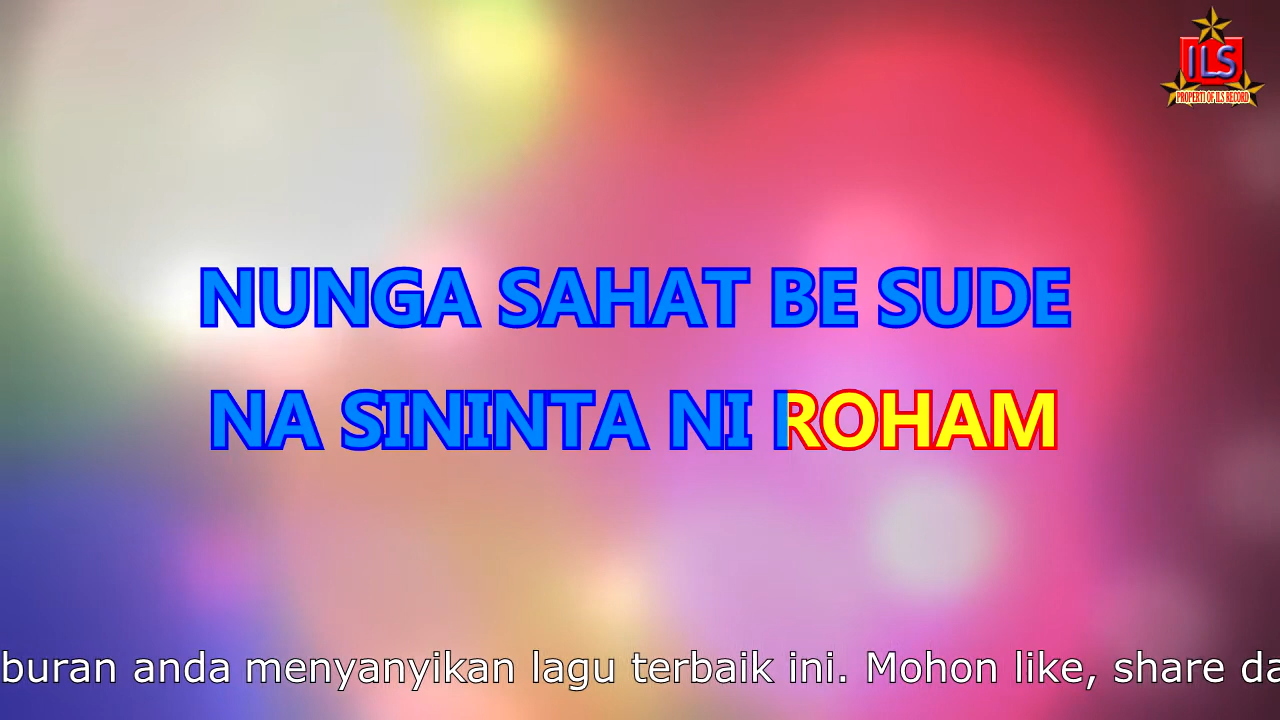 ILS
PROPERTI OF ILS RECORD
NUNGA SAHAT BE SUDE
NA SININTA NI ROHAM
buran anda menyanyikan lagu terbaik ini. Mohon like, share da